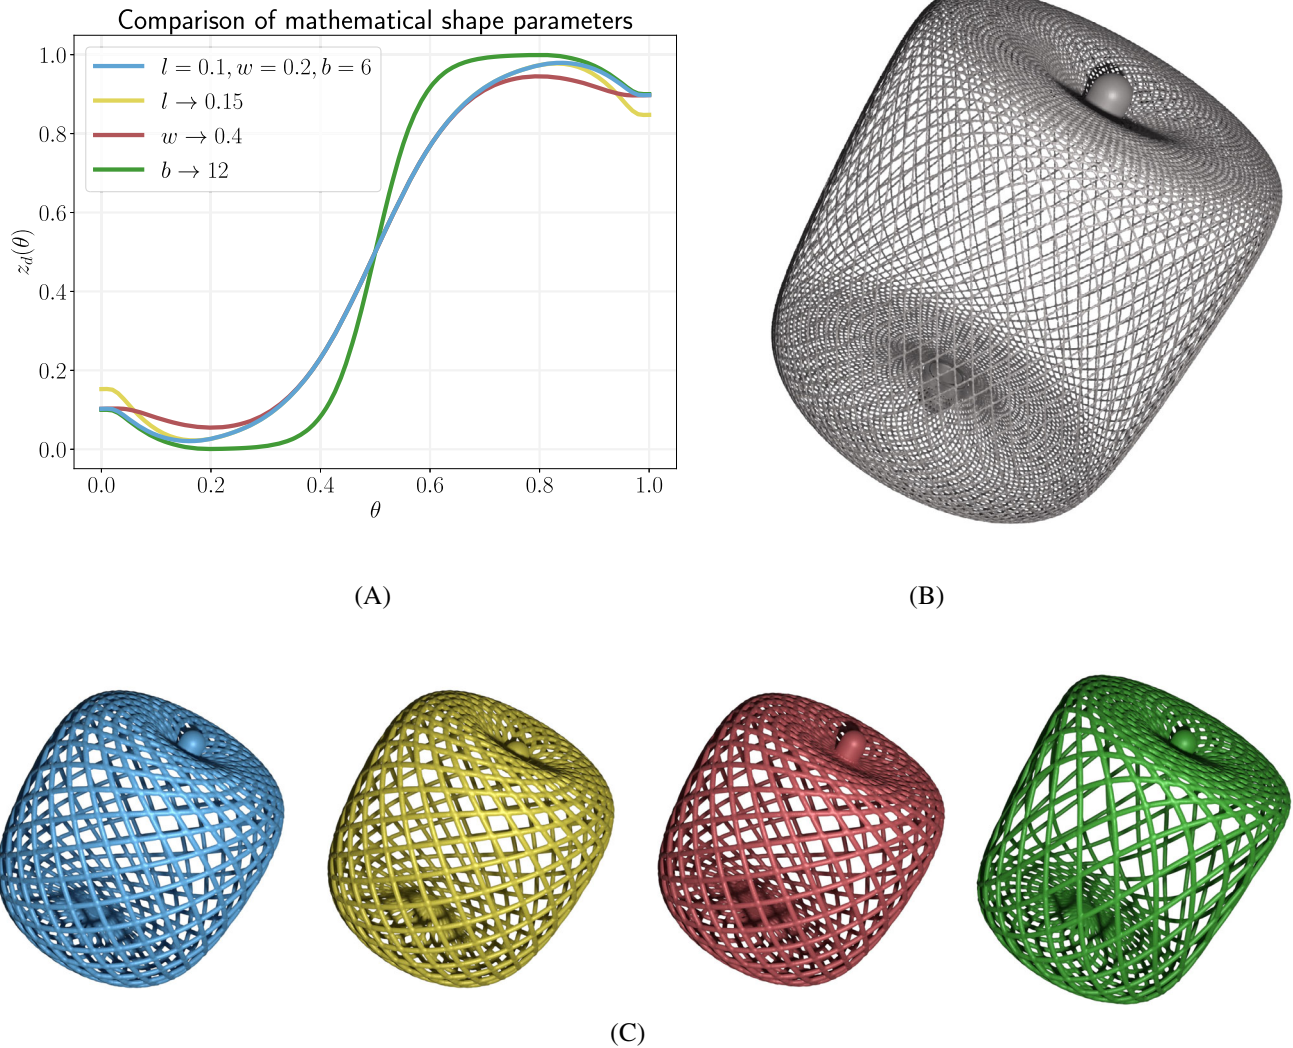 Comparison of mathematical shape parameters
1.0
0.8
0.6
0.4
0.2
0.0
z_d(θ)
l = 0.1, w = 0.2, b = 6
l → 0.15
w → 0.4
b → 12
0.0 0.2 0.4 0.6 0.8 1.0
θ
(A) (B)
(C)